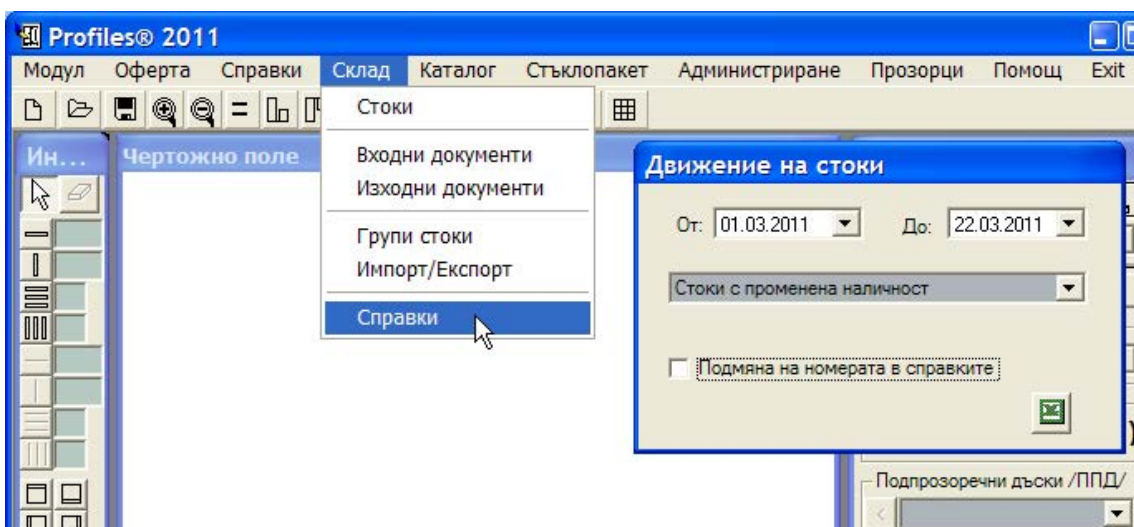 Profiles® 2011
Модул Оферта Справки Склад Каталог Стъклопакет Администриране Прозорци Помощ Exit
Стоки
Входни документи
Изходни документи
Групи стоки
Импорт/Експорт
Справки
Ин... Чертожно поле
Движение на стоки
От: 01.03.2011 До: 22.03.2011
Стоки с променена наличност
Подмяна на номерата в справките
Подпрозоречни дъски /ППД/